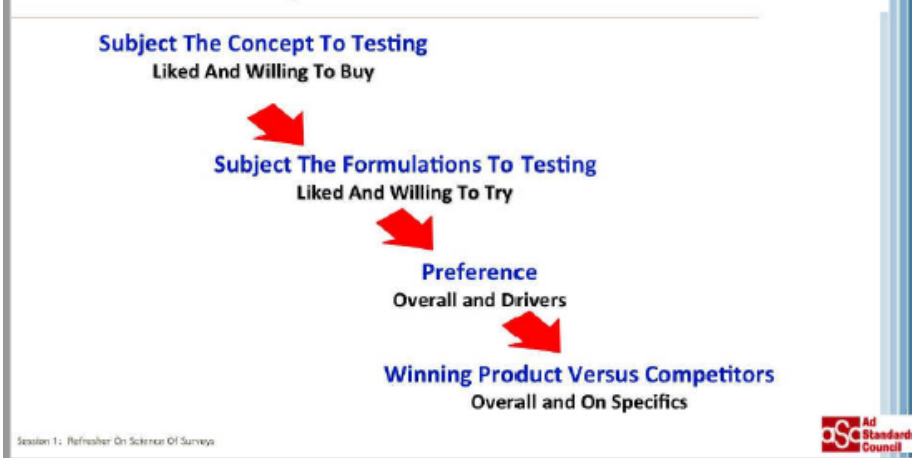 Subject The Concept To Testing
Liked And Willing To Buy
Subject The Formulations To Testing
Liked And Willing To Try
Preference
Overall and Drivers
Winning Product Versus Competitors
Overall and On Specifics
Session 1: Refresher On Science Of Surveys
asc
Ad
Standards
Council